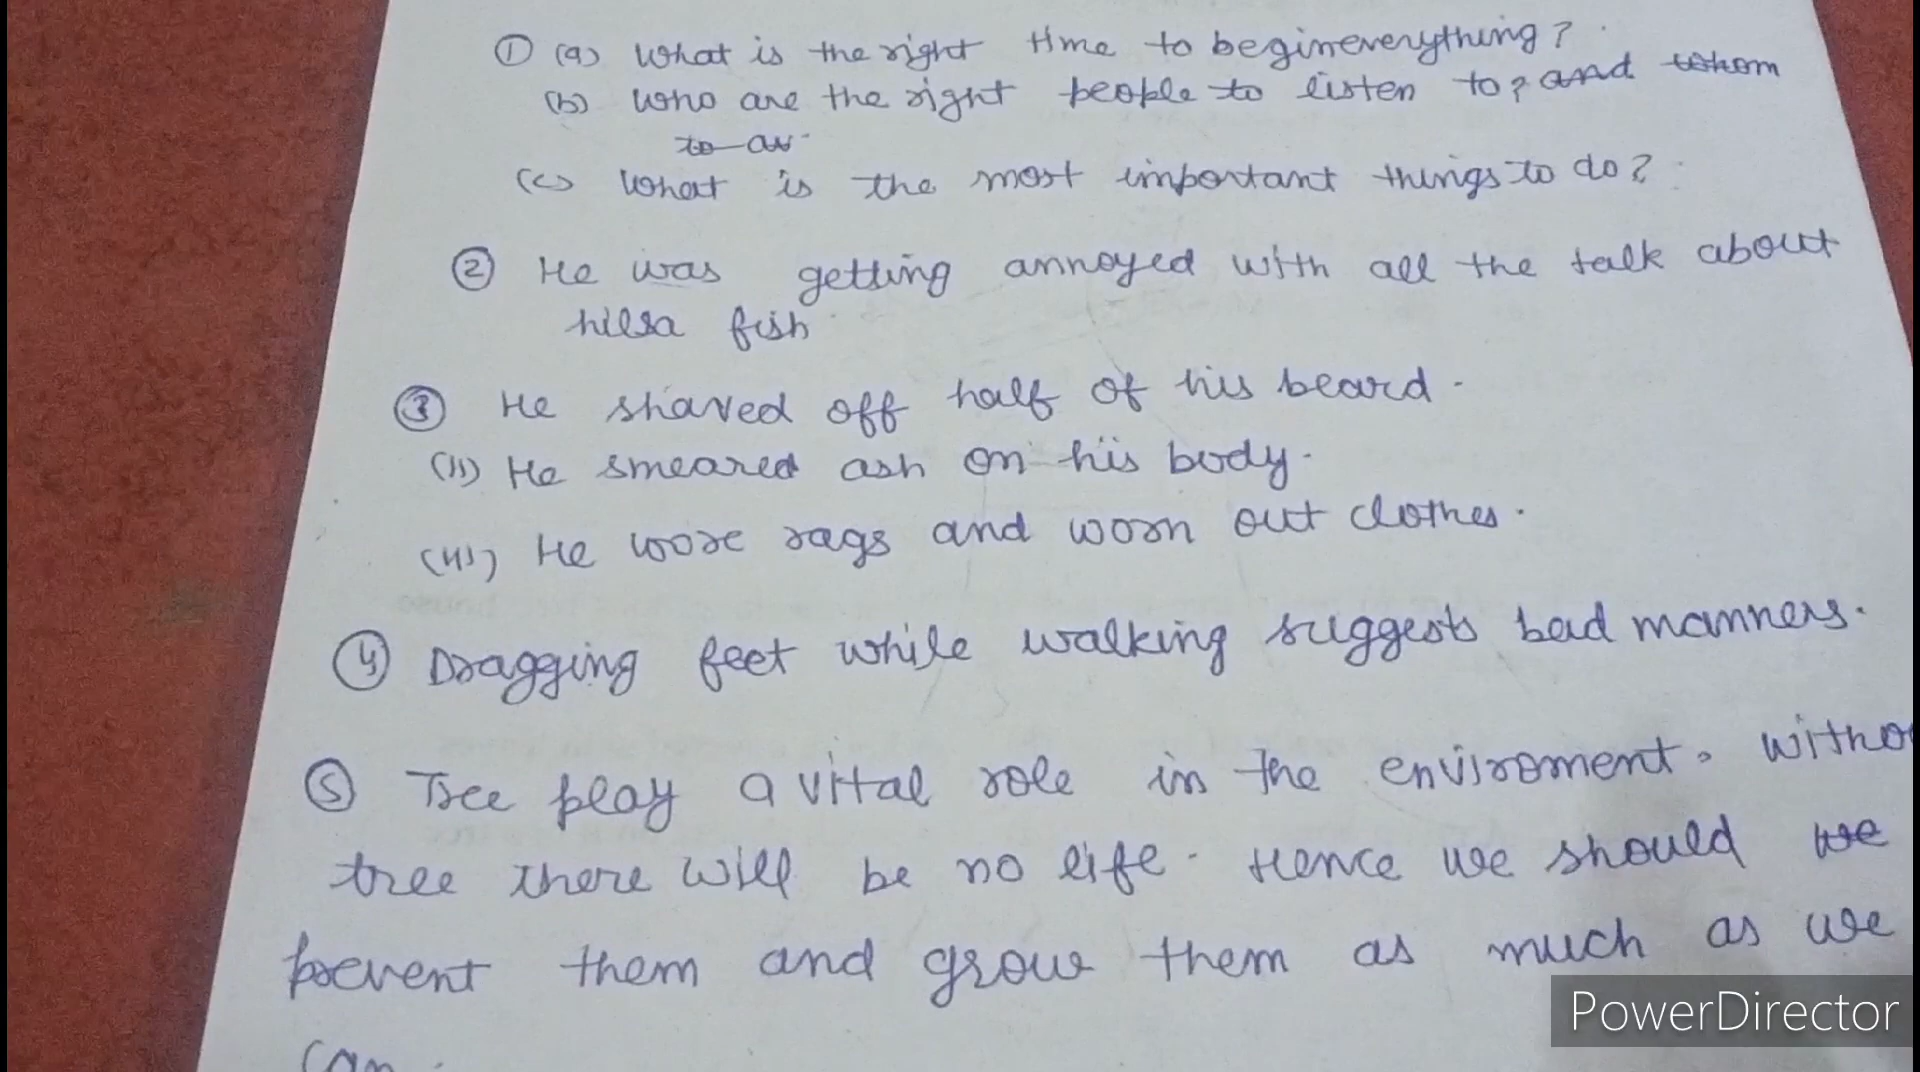 ① (a) What is the right time to begin everything?
(b) Who are the right people to listen to? and whom
to av
(c) What is the most important things to do?
② He was getting annoyed with all the talk about
hilsa fish
③ He shaved off half of his beard.
(ii) He smeared ash on his body.
(iii) He wore rags and worn out clothes.
④ Dragging feet while walking suggests bad manners.
⑤ Tree play a vital role in the enviroment. Witho
tree there will be no life. Hence we should we
prevent them and grow them as much as we
can.
PowerDirector